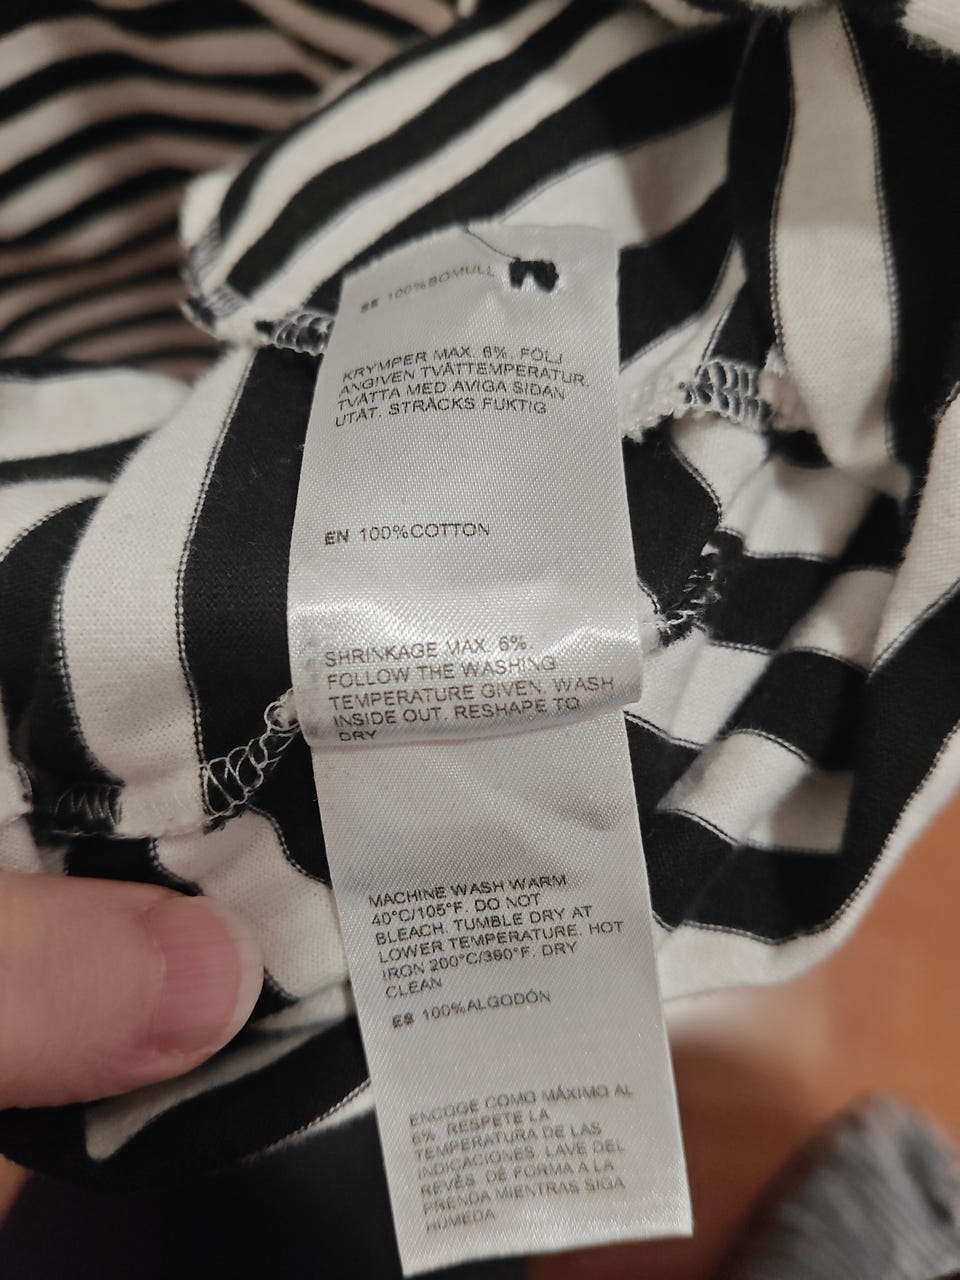 SE 100%BOMULL
KRYMPER MAX. 6%. FÖLJ
ANGIVEN TVÄTTEMPERATUR.
TVÄTTA MED AVIGA SIDAN
UTÅT. STRÄCKS FUKTIG
EN 100%COTTON
SHRINKAGE MAX. 6%.
FOLLOW THE WASHING
TEMPERATURE GIVEN. WASH
INSIDE OUT. RESHAPE TO
DRY
MACHINE WASH WARM
40°C/105°F. DO NOT
BLEACH. TUMBLE DRY AT
LOWER TEMPERATURE. HOT
IRON 200°C/390°F. DRY
CLEAN
ES 100%ALGODÓN
ENCOGE COMO MÁXIMO AL
6%. RESPETE LA
TEMPERATURA DE LAS
INDICACIONES. LAVE DEL
REVÉS. DÉ FORMA A LA
PRENDA MIENTRAS SIGA
HÚMEDA